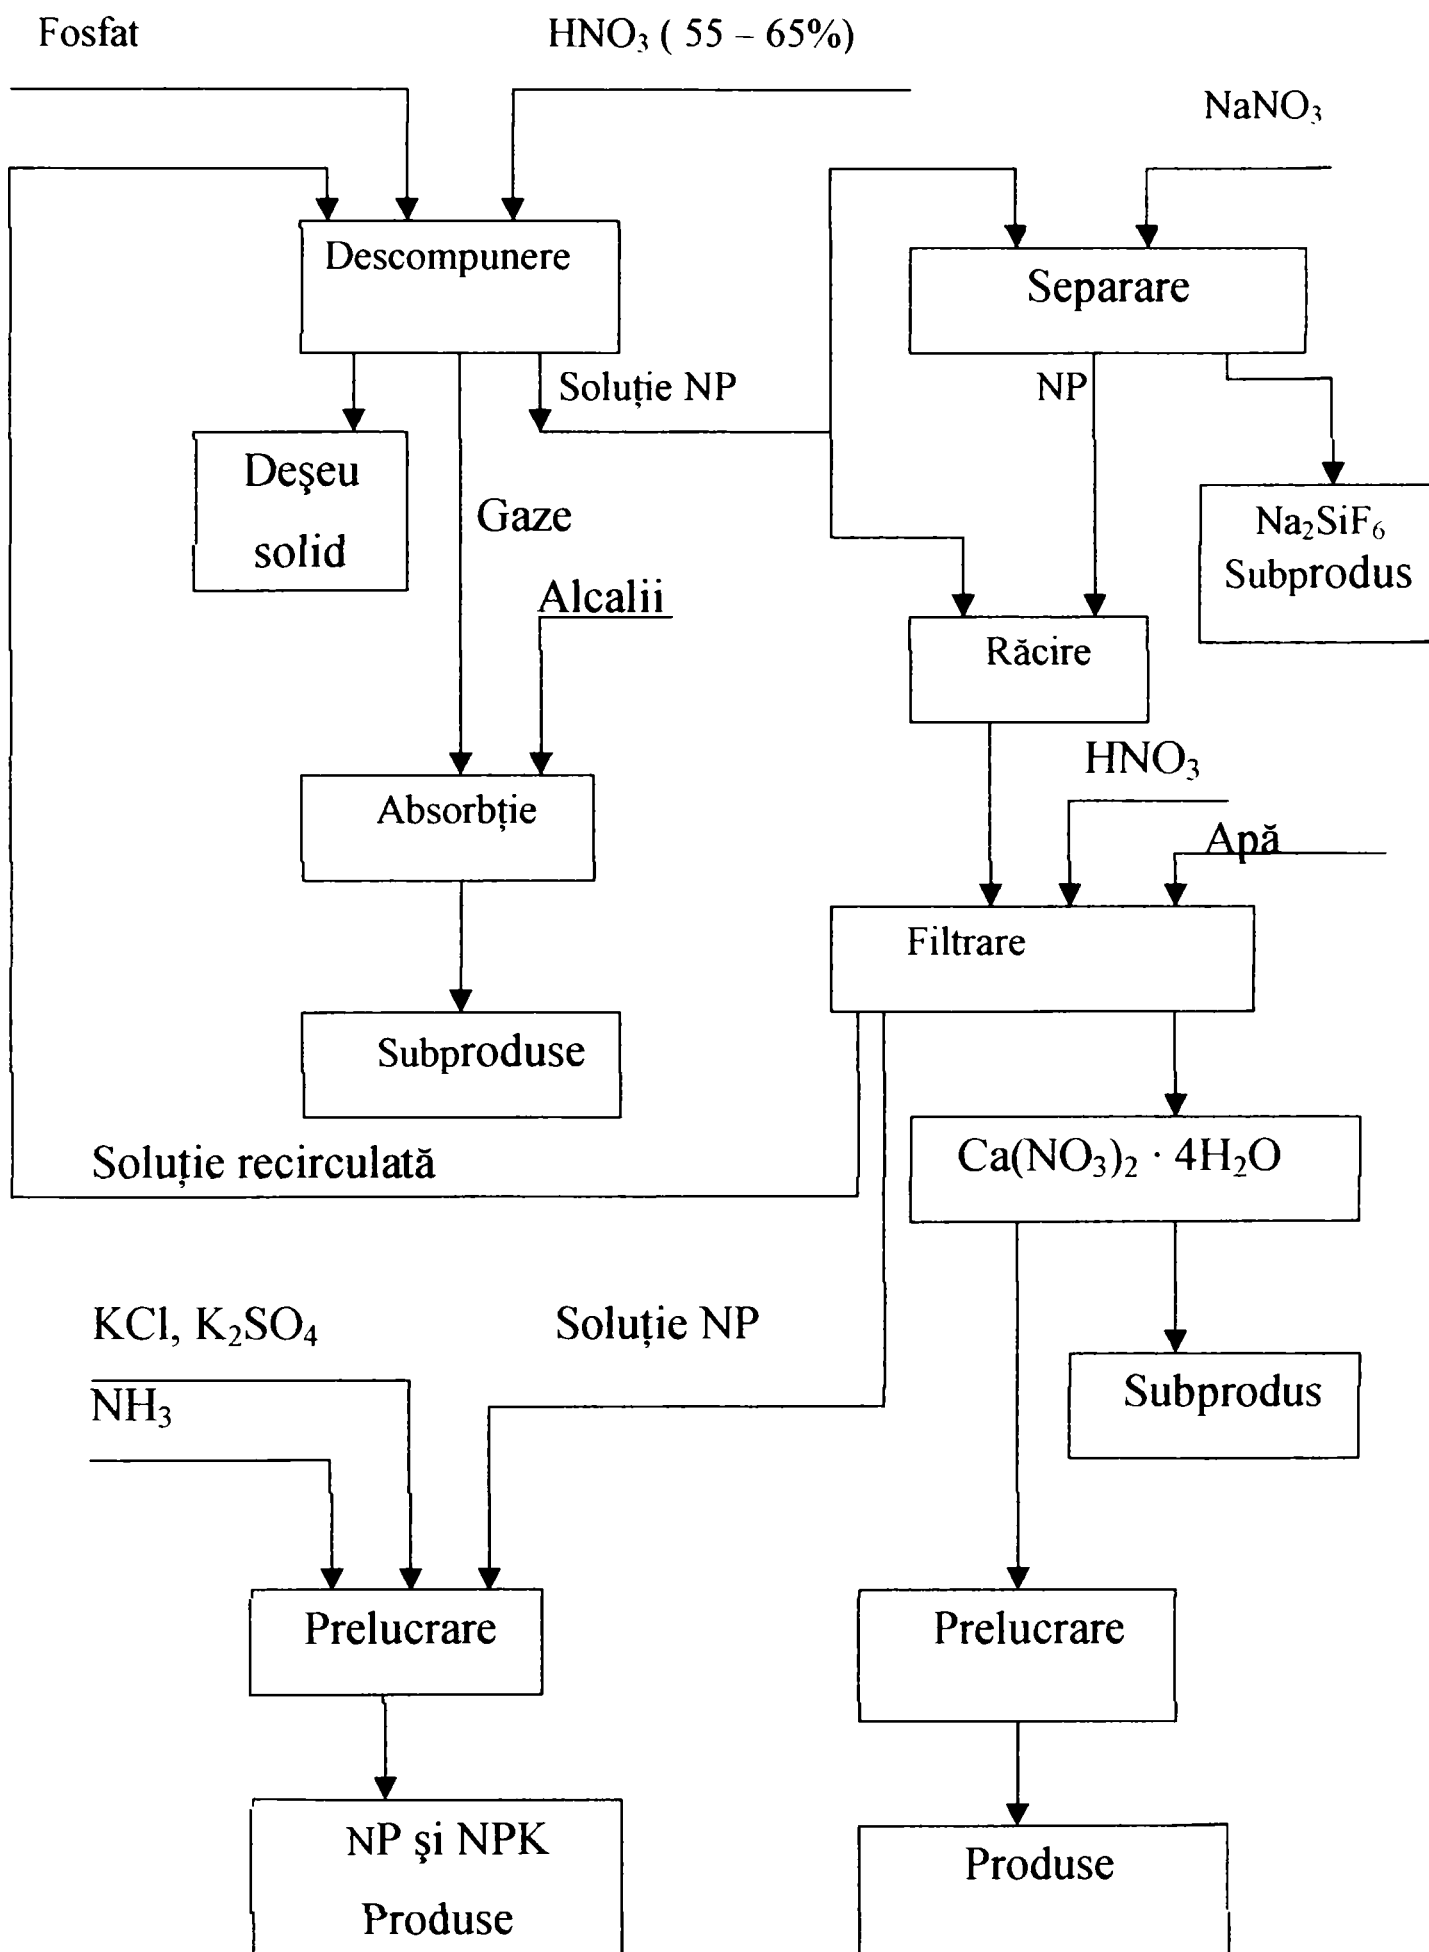 Fosfat
HNO₃ ( 55 – 65%)
NaNO₃
Descompunere
Separare
Soluție NP
NP
Deşeu
solid
Gaze
Na₂SiF₆
Subprodus
Alcalii
Răcire
HNO₃
Absorbție
Apă
Filtrare
Subproduse
Soluție recirculată
Ca(NO₃)₂ · 4H₂O
KCl, K₂SO₄
Soluție NP
NH₃
Subprodus
Prelucrare
Prelucrare
NP şi NPK
Produse
Produse